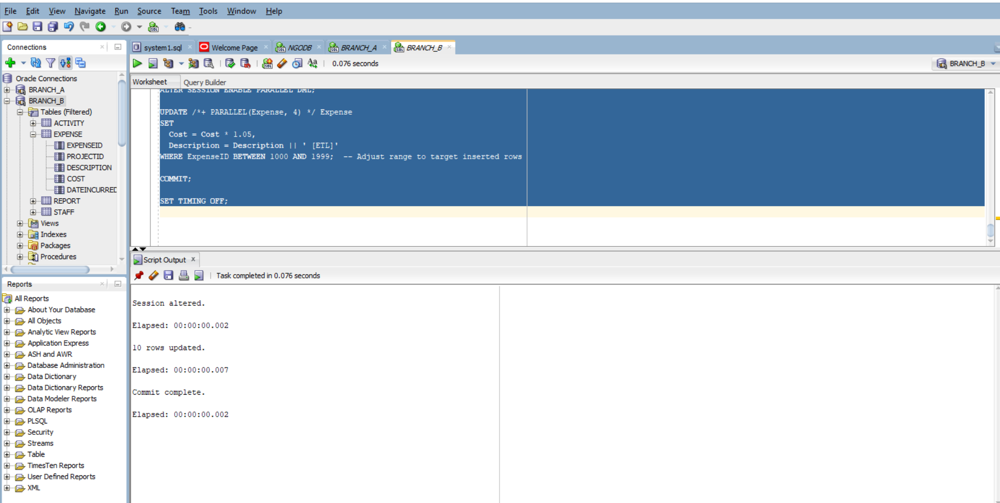 File Edit View Navigate Run Source Team Tools Window Help
Connections
system1.sql
Welcome Page
NGODB
BRANCH_A
BRANCH_B
0.076 seconds
BRANCH_B
Worksheet Query Builder
Oracle Connections
BRANCH_A
BRANCH_B
Tables (Filtered)
ACTIVITY
EXPENSE
EXPENSEID
PROJECTID
DESCRIPTION
COST
DATEINCURRED
REPORT
STAFF
Views
Indexes
Packages
Procedures
ALTER SESSION ENABLE PARALLEL DML;
UPDATE /*+ PARALLEL(Expense, 4) */ Expense
SET
Cost = Cost * 1.05,
Description = Description || ' [ETL]'
WHERE ExpenseID BETWEEN 1000 AND 1999;  -- Adjust range to target inserted rows
COMMIT;
SET TIMING OFF;
Script Output
Task completed in 0.076 seconds
Session altered.
Elapsed: 00:00:00.002
10 rows updated.
Elapsed: 00:00:00.007
Commit complete.
Elapsed: 00:00:00.002
Reports
All Reports
About Your Database
All Objects
Analytic View Reports
Application Express
ASH and AWR
Database Administration
Data Dictionary
Data Dictionary Reports
Data Modeler Reports
OLAP Reports
PLSQL
Security
Streams
Table
TimesTen Reports
User Defined Reports
XML